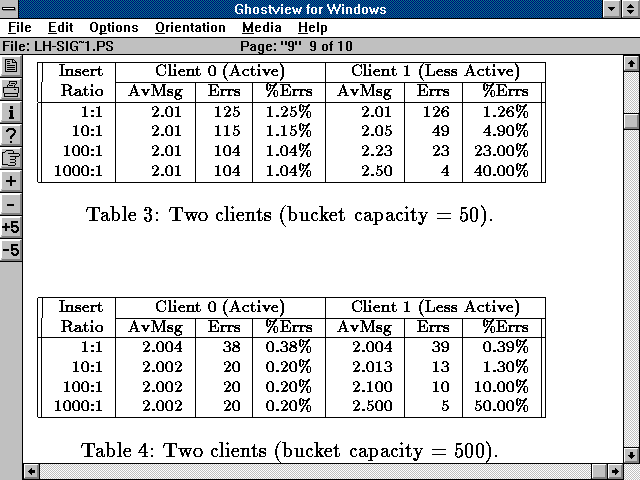 Ghostview for Windows
File Edit Options Orientation Media Help
File: LH-SIG~1.PS Page: "9" 9 of 10
Insert Client 0 (Active) Client 1 (Less Active)
Ratio AvMsg Errs %Errs AvMsg Errs %Errs
1:1 2.01 125 1.25% 2.01 126 1.26%
10:1 2.01 115 1.15% 2.05 49 4.90%
100:1 2.01 104 1.04% 2.23 23 23.00%
1000:1 2.01 104 1.04% 2.50 4 40.00%
Table 3: Two clients (bucket capacity = 50).
Insert Client 0 (Active) Client 1 (Less Active)
Ratio AvMsg Errs %Errs AvMsg Errs %Errs
1:1 2.004 38 0.38% 2.004 39 0.39%
10:1 2.002 20 0.20% 2.013 13 1.30%
100:1 2.002 20 0.20% 2.100 10 10.00%
1000:1 2.002 20 0.20% 2.500 5 50.00%
Table 4: Two clients (bucket capacity = 500).
i
?
+
-
+5
-5